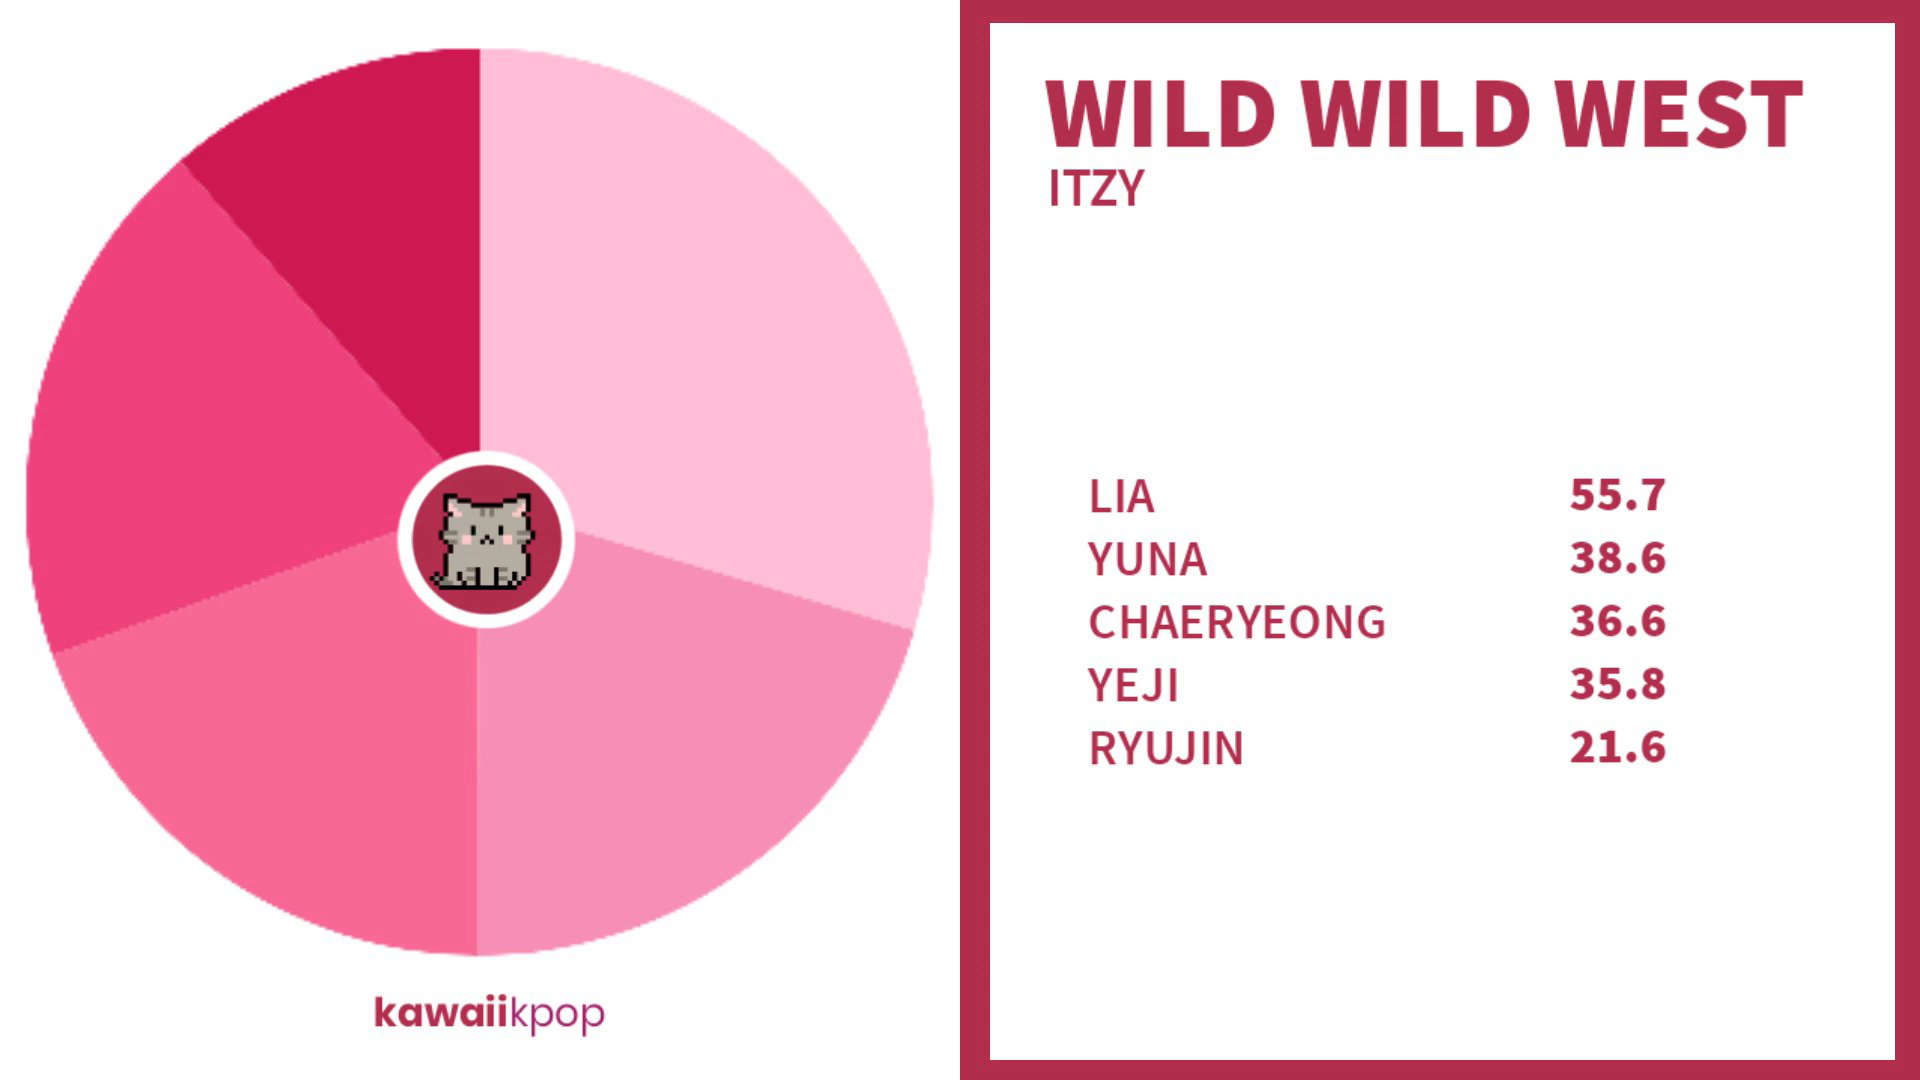 WILD WILD WEST
ITZY
LIA 55.7
YUNA 38.6
CHAERYEONG 36.6
YEJI 35.8
RYUJIN 21.6
kawaiikpop